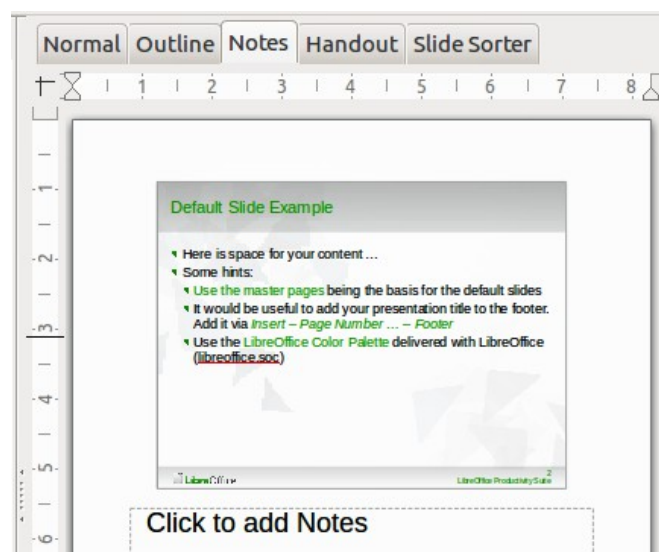 Normal Outline Notes Handout Slide Sorter
1 2 3 4 5 6 7 8
1
2
3
4
5
6
Default Slide Example
Here is space for your content ...
Some hints:
Use the master pages being the basis for the default slides
It would be useful to add your presentation title to the footer.
Add it via Insert – Page Number ... – Footer
Use the LibreOffice Color Palette delivered with LibreOffice
(libreoffice.soc)
2
LibreOffice LibreOffice Productivity Suite
Click to add Notes